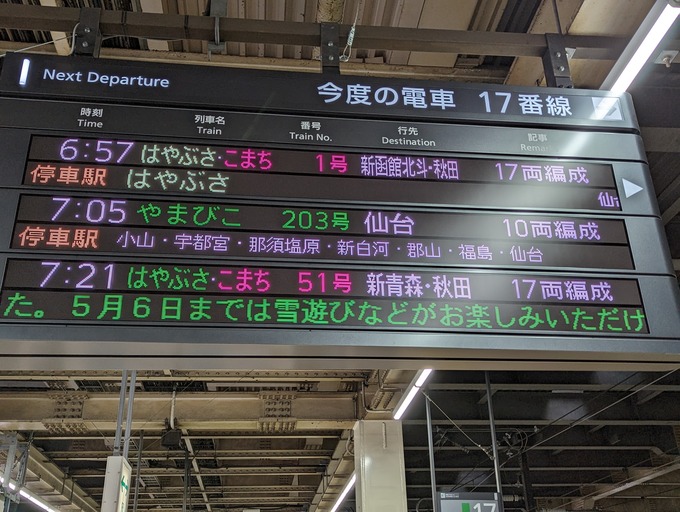 Next Departure 今度の電車 17番線
時刻 列車名 番号 行先 記事
Time Train Train No. Destination Remarks
6:57 はやぶさ・こまち 1号 新函館北斗・秋田 17両編成
停車駅 はやぶさ 仙
7:05 やまびこ 203号 仙台 10両編成
停車駅 小山・宇都宮・那須塩原・新白河・郡山・福島・仙台
7:21 はやぶさ・こまち 51号 新青森・秋田 17両編成
た。5月6日までは雪遊びなどがお楽しみいただけ
17